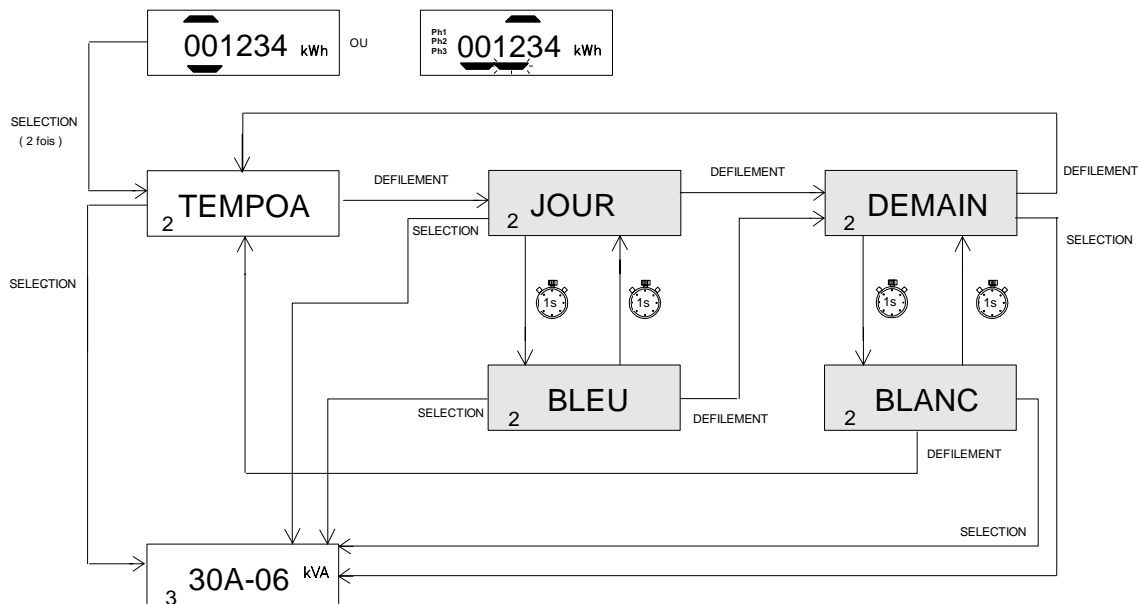 001234 kWh
OU
Ph1
Ph2
Ph3
001234 kWh
SELECTION
( 2 fois )
DEFILEMENT
DEFILEMENT
DEFILEMENT
2 TEMPOA
2 JOUR
2 DEMAIN
SELECTION
SELECTION
SELECTION
1s
1s
1s
1s
2 BLEU
2 BLANC
SELECTION
DEFILEMENT
DEFILEMENT
SELECTION
3 30A-06 kVA